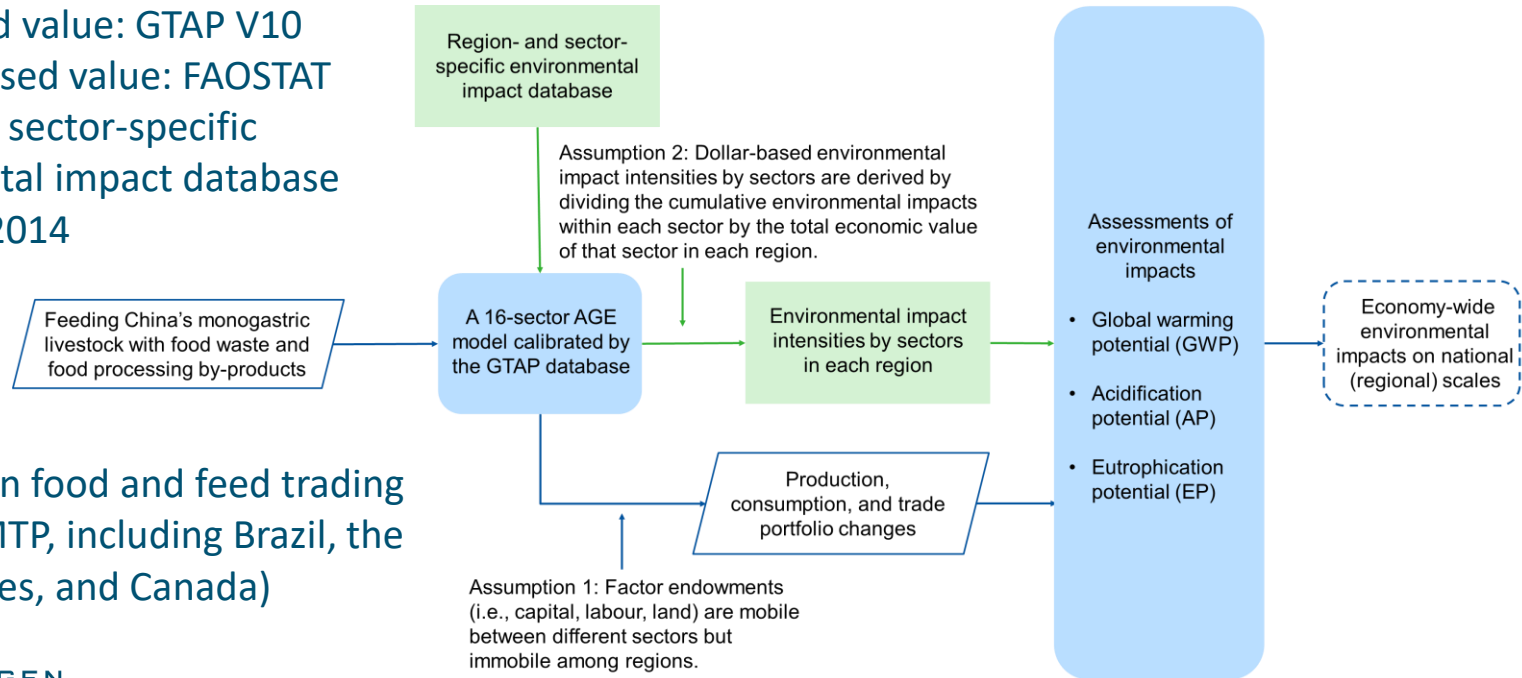 d value: GTAP V10
sed value: FAOSTAT
sector-specific
tal impact database
2014
Region- and sector-
specific environmental
impact database
Assumption 2: Dollar-based environmental
impact intensities by sectors are derived by
dividing the cumulative environmental impacts
within each sector by the total economic value
of that sector in each region.
Feeding China’s monogastric
livestock with food waste and
food processing by-products
A 16-sector AGE
model calibrated by
the GTAP database
Environmental impact
intensities by sectors
in each region
Assessments of
environmental
impacts
• Global warming
potential (GWP)
• Acidification
potential (AP)
• Eutrophication
potential (EP)
Economy-wide
environmental
impacts on national
(regional) scales
n food and feed trading
MTP, including Brazil, the
es, and Canada)
Production,
consumption, and trade
portfolio changes
Assumption 1: Factor endowments
(i.e., capital, labour, land) are mobile
between different sectors but
immobile among regions.